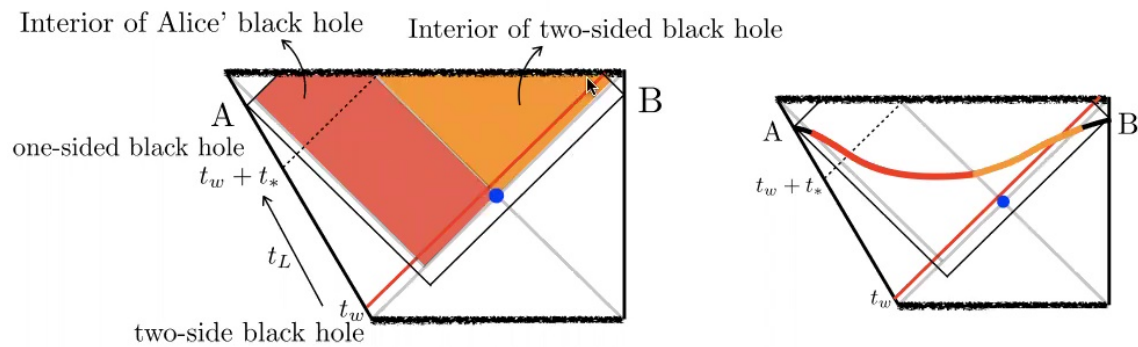 Interior of Alice' black hole
Interior of two-sided black hole
A
B
one-sided black hole
t_w + t_*
t_L
t_w
two-side black hole
A
B
t_w + t_*
t_w